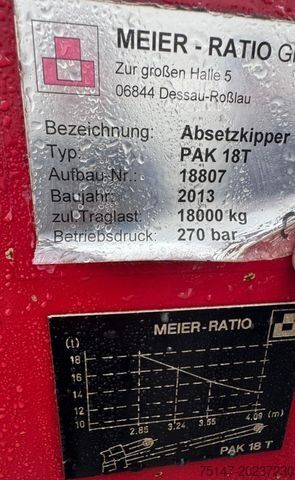 MEIER - RATIO G
Zur großen Halle 5
06844 Dessau-Roßlau
Bezeichnung: Absetzkipper
Typ: PAK 18T
Aufbau-Nr.: 18807
Baujahr: 2013
zul.Traglast: 18000 kg
Betriebsdruck: 270 bar
MEIER-RATIO
(t)
18
16
14
12
10
2.85 3.24 3.55 4.09 (m)
PAK 18 T
75147 20237230